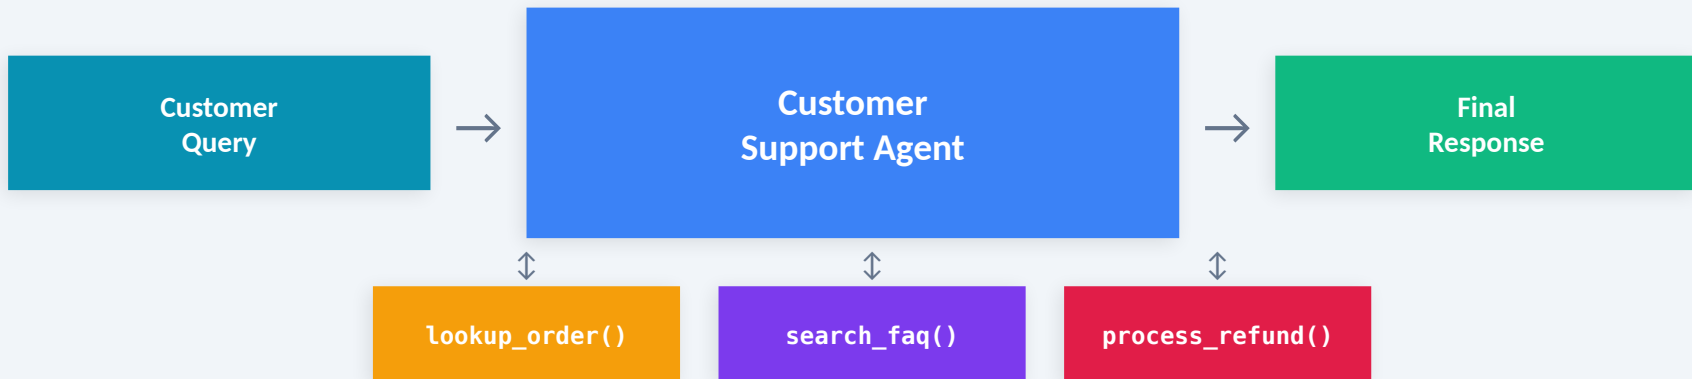 Customer
Query
Customer
Support Agent
Final
Response
lookup_order()
search_faq()
process_refund()